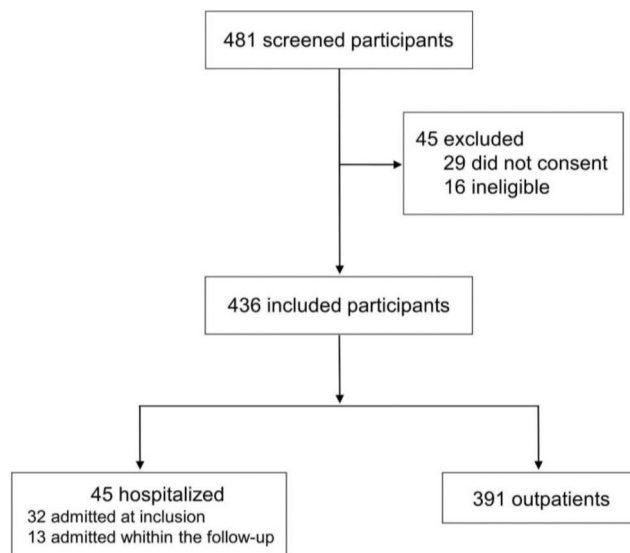 481 screened participants
45 excluded
29 did not consent
16 ineligible
436 included participants
45 hospitalized
32 admitted at inclusion
13 admitted whithin the follow-up
391 outpatients